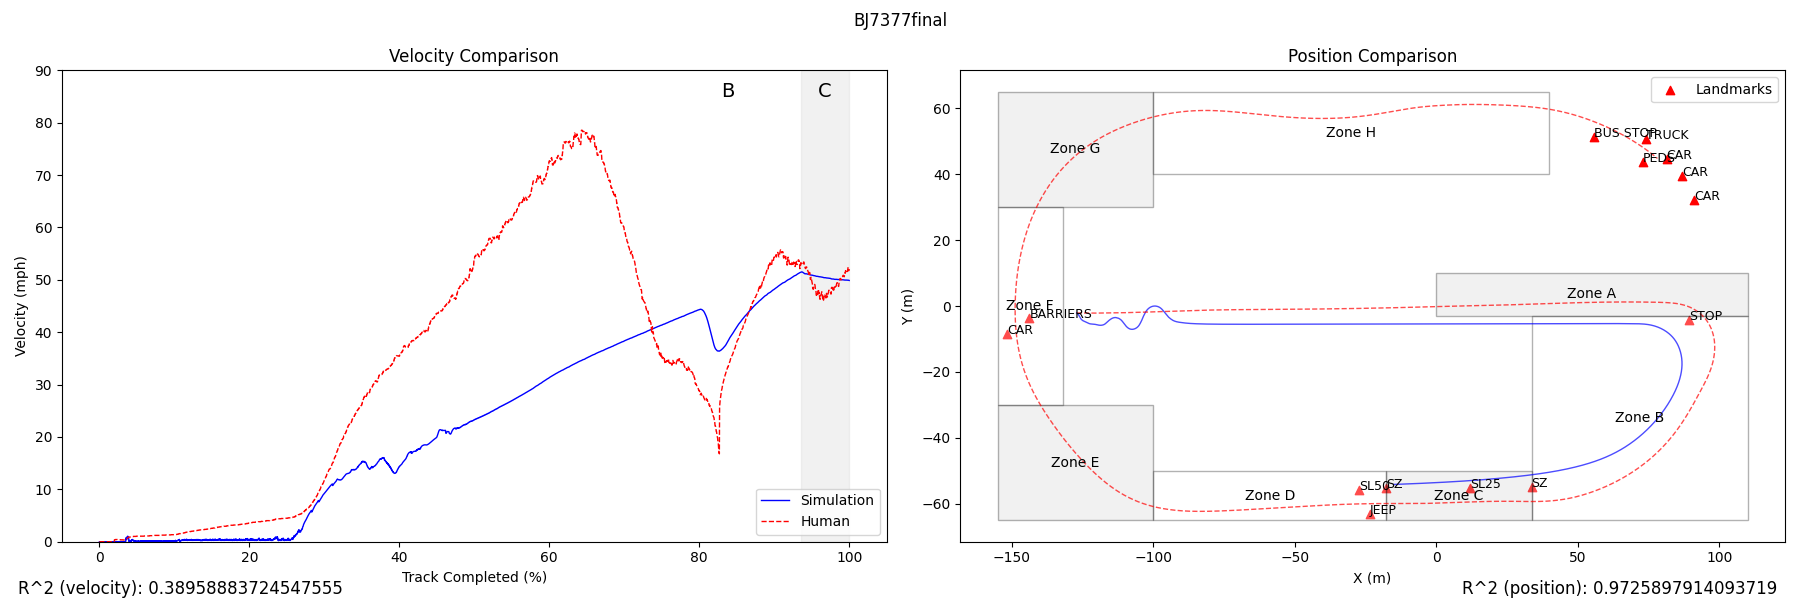 BJ7377final
Velocity Comparison
90
80
70
60
50
40
30
20
10
0
Velocity (mph)
B
C
Simulation
Human
0
20
40
60
80
100
Track Completed (%)
R^2 (velocity): 0.38958883724547555
Position Comparison
Landmarks
60
40
20
0
−20
−40
−60
Y (m)
Zone G
Zone H
BUS STOP
TRUCK
PEDS
CAR
CAR
CAR
Zone A
Zone F
BARRIERS
CAR
STOP
Zone B
Zone E
Zone D
SL50
SZ
Zone C
SL25
SZ
JEEP
−150
−100
−50
0
50
100
X (m)
R^2 (position): 0.9725897914093719